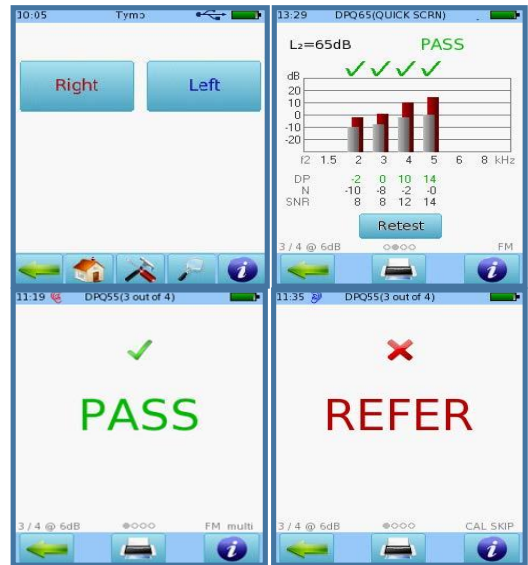 10:05 Tymp
Right Left
13:29 DPQ65(QUICK SCRN)
L₂=65dB PASS
dB
20
10
0
-10
-20
f2 1.5 2 3 4 5 6 8 kHz
DP -2 0 10 14
N -10 -8 -2 -0
SNR 8 8 12 14
Retest
3 / 4 @ 6dB FM
i
i
11:19 DPQ55(3 out of 4)
PASS
3 / 4 @ 6dB FM multi
i
11:35 DPQ55(3 out of 4)
REFER
3 / 4 @ 6dB CAL SKIP
i